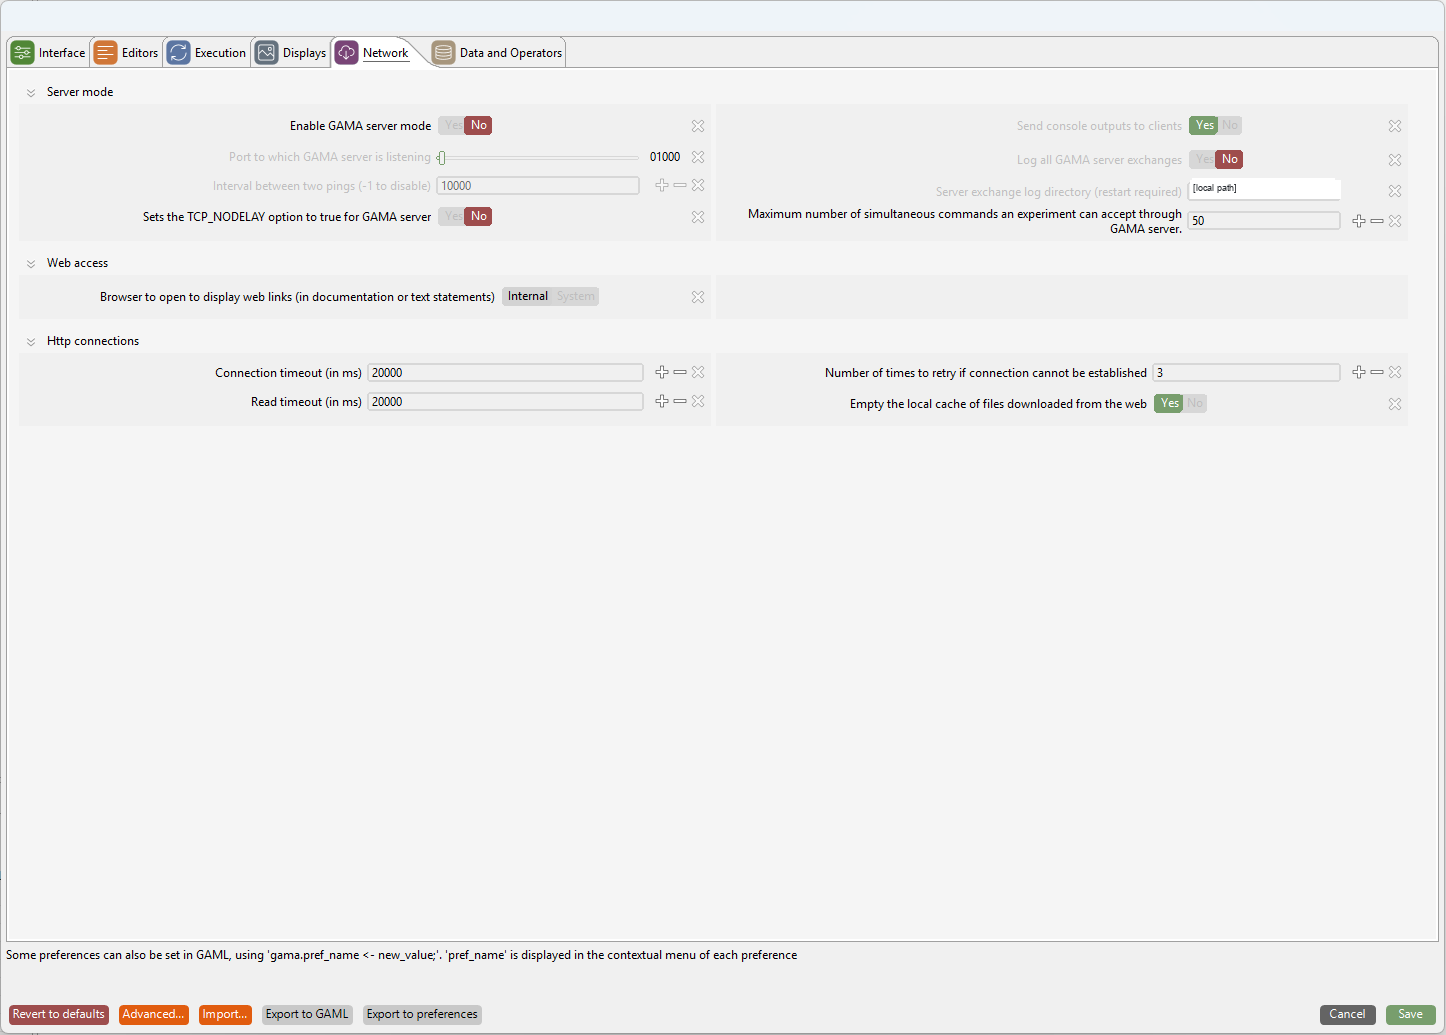 Interface Editors Execution Displays Network Data and Operators
Server mode
Enable GAMA server mode Yes No
Port to which GAMA server is listening 01000
Interval between two pings (-1 to disable) 10000
Sets the TCP_NODELAY option to true for GAMA server Yes No
Send console outputs to clients Yes No
Log all GAMA server exchanges Yes No
Server exchange log directory (restart required) [local path]
Maximum number of simultaneous commands an experiment can accept through
GAMA server. 50
Web access
Browser to open to display web links (in documentation or text statements) Internal System
Http connections
Connection timeout (in ms) 20000
Read timeout (in ms) 20000
Number of times to retry if connection cannot be established 3
Empty the local cache of files downloaded from the web Yes No
Some preferences can also be set in GAML, using 'gama.pref_name <- new_value;'. 'pref_name' is displayed in the contextual menu of each preference
Revert to defaults Advanced... Import... Export to GAML Export to preferences Cancel Save